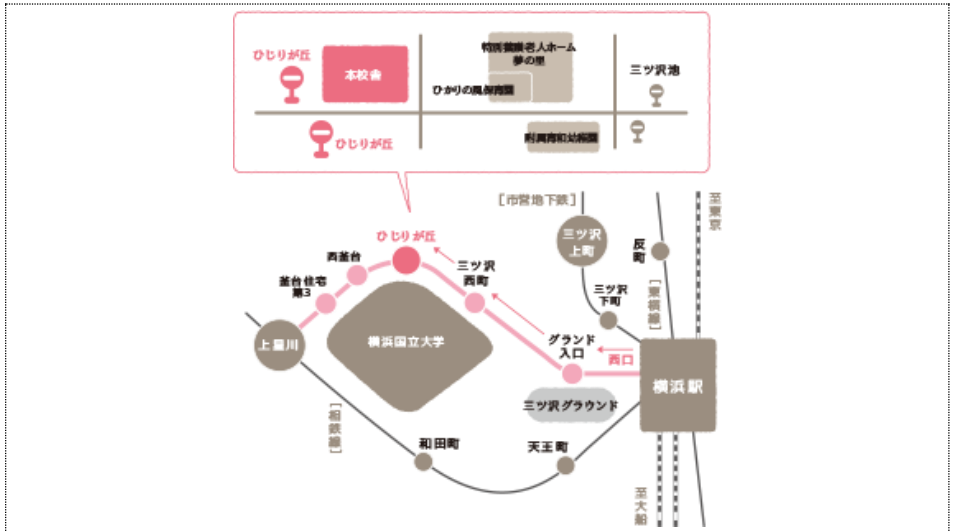 ひじりが丘
本校舎
特別養護老人ホーム
夢の里
ひかりの風保育園
三ツ沢池
ひじりが丘
附属育和幼稚園
[市営地下鉄]
至東京
三ツ沢
上町
反町
ひじりが丘
西釜台
三ツ沢
西町
釜台住宅
第3
三ツ沢
下町
[東横線]
上星川
横浜国立大学
グランド
入口
西口
横浜駅
三ツ沢グラウンド
[相鉄線]
和田町
天王町
至大船